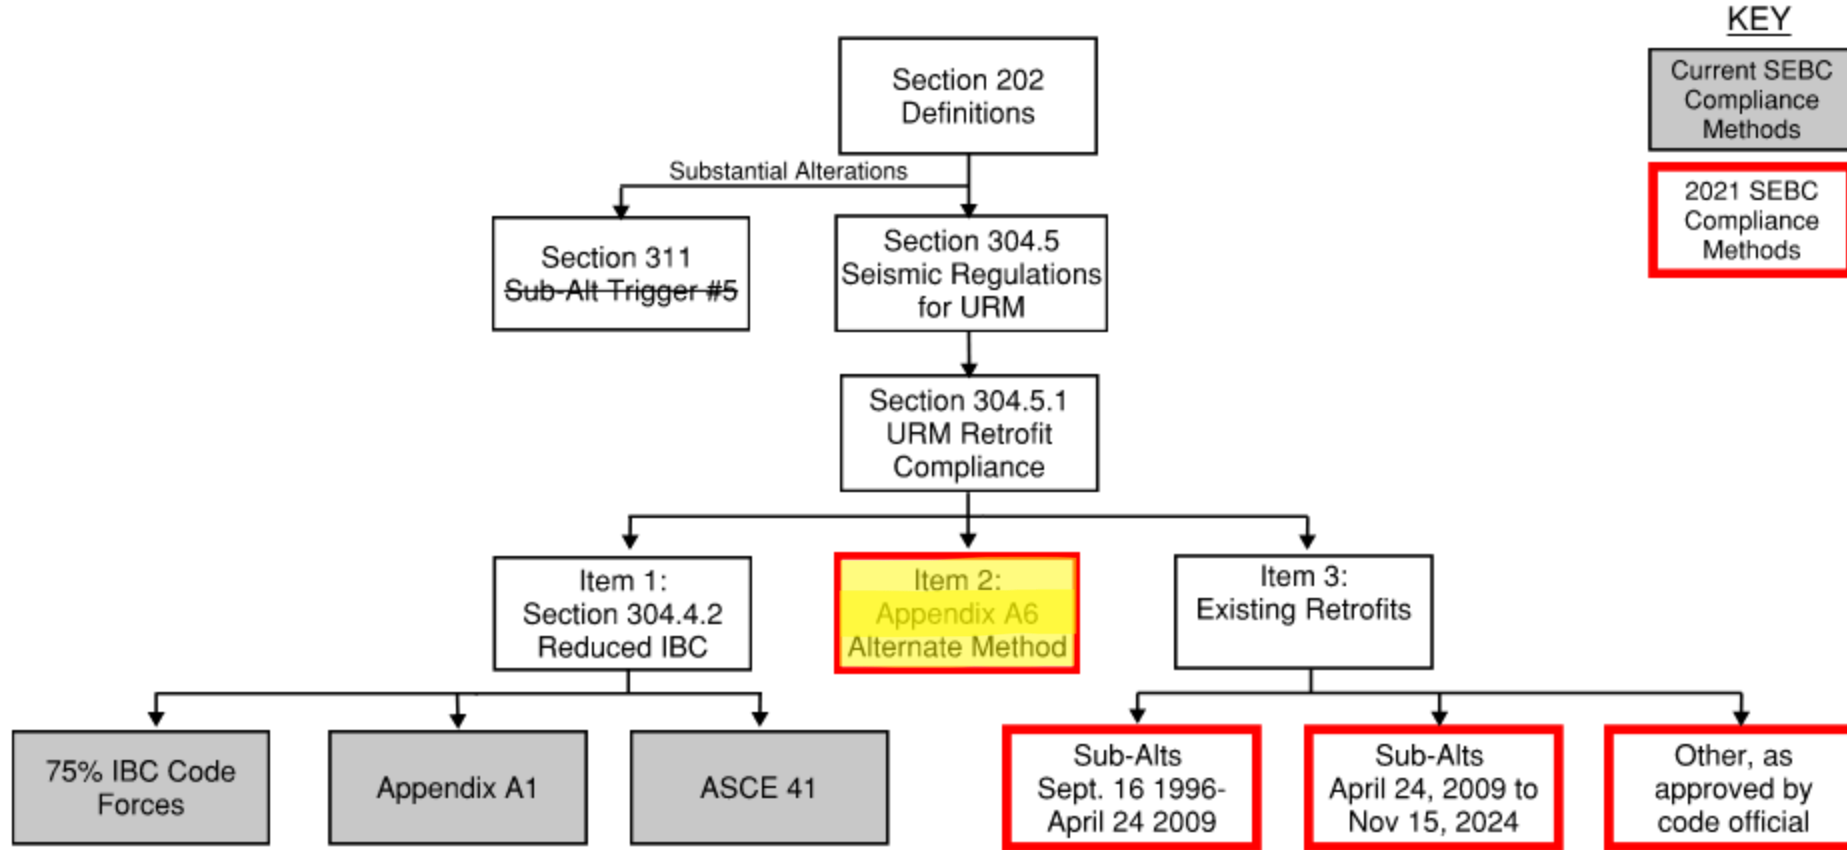 KEY
Current SEBC
Compliance
Methods
2021 SEBC
Compliance
Methods
Section 202
Definitions
Substantial Alterations
Section 311
Sub-Alt Trigger #5
Section 304.5
Seismic Regulations
for URM
Section 304.5.1
URM Retrofit
Compliance
Item 1:
Section 304.4.2
Reduced IBC
Item 2:
Appendix A6
Alternate Method
Item 3:
Existing Retrofits
75% IBC Code
Forces
Appendix A1
ASCE 41
Sub-Alts
Sept. 16 1996-
April 24 2009
Sub-Alts
April 24, 2009 to
Nov 15, 2024
Other, as
approved by
code official